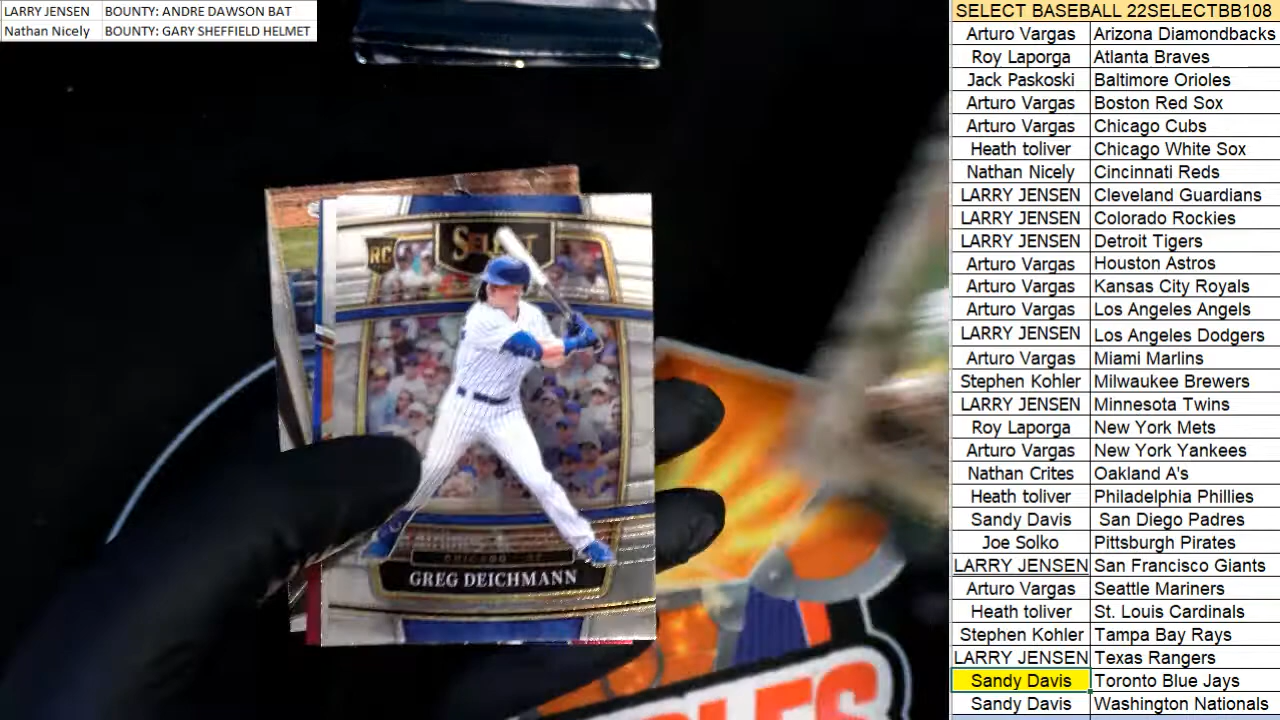 LARRY JENSEN BOUNTY: ANDRE DAWSON BAT
Nathan Nicely BOUNTY: GARY SHEFFIELD HELMET
SELECT BASEBALL 22SELECTBB108
Arturo Vargas Arizona Diamondbacks
Roy Laporga Atlanta Braves
Jack Paskoski Baltimore Orioles
Arturo Vargas Boston Red Sox
Arturo Vargas Chicago Cubs
Heath toliver Chicago White Sox
Nathan Nicely Cincinnati Reds
LARRY JENSEN Cleveland Guardians
LARRY JENSEN Colorado Rockies
LARRY JENSEN Detroit Tigers
Arturo Vargas Houston Astros
Arturo Vargas Kansas City Royals
Arturo Vargas Los Angeles Angels
LARRY JENSEN Los Angeles Dodgers
Arturo Vargas Miami Marlins
Stephen Kohler Milwaukee Brewers
LARRY JENSEN Minnesota Twins
Roy Laporga New York Mets
Arturo Vargas New York Yankees
Nathan Crites Oakland A's
Heath toliver Philadelphia Phillies
Sandy Davis San Diego Padres
Joe Solko Pittsburgh Pirates
LARRY JENSEN San Francisco Giants
Arturo Vargas Seattle Mariners
Heath toliver St. Louis Cardinals
Stephen Kohler Tampa Bay Rays
LARRY JENSEN Texas Rangers
Sandy Davis Toronto Blue Jays
Sandy Davis Washington Nationals
RC
SELECT
CHICAGO
GREG DEICHMANN